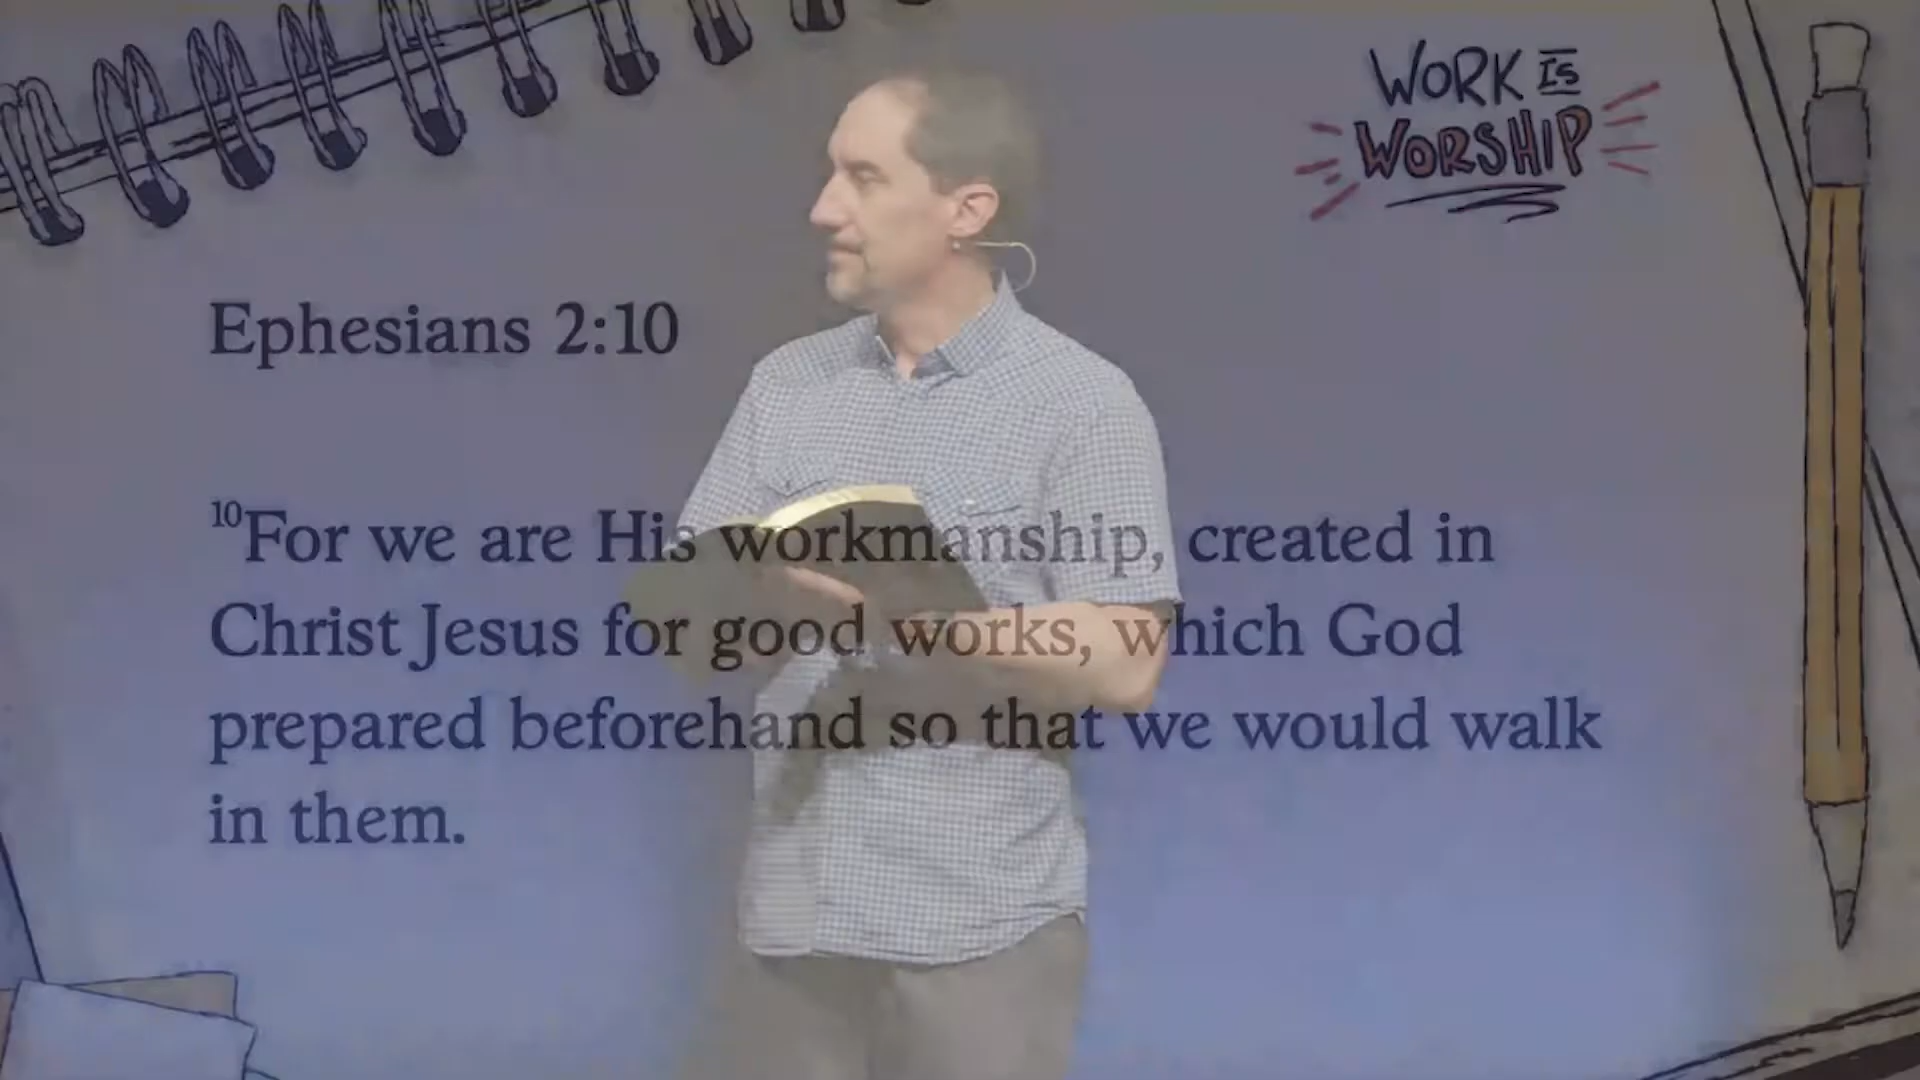 WORK IS
WORSHIP
Ephesians 2:10
10For we are His workmanship, created in
Christ Jesus for good works, which God
prepared beforehand so that we would walk
in them.